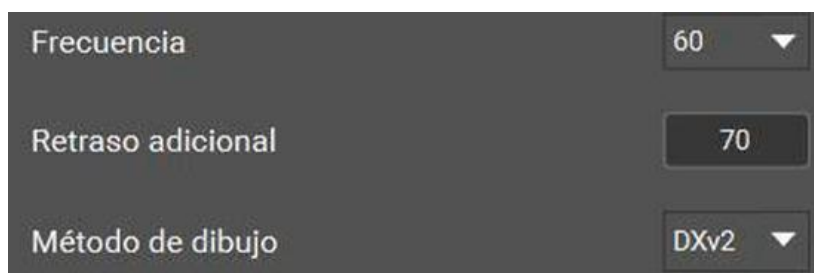 Frecuencia 60
Retraso adicional 70
Método de dibujo DXv2